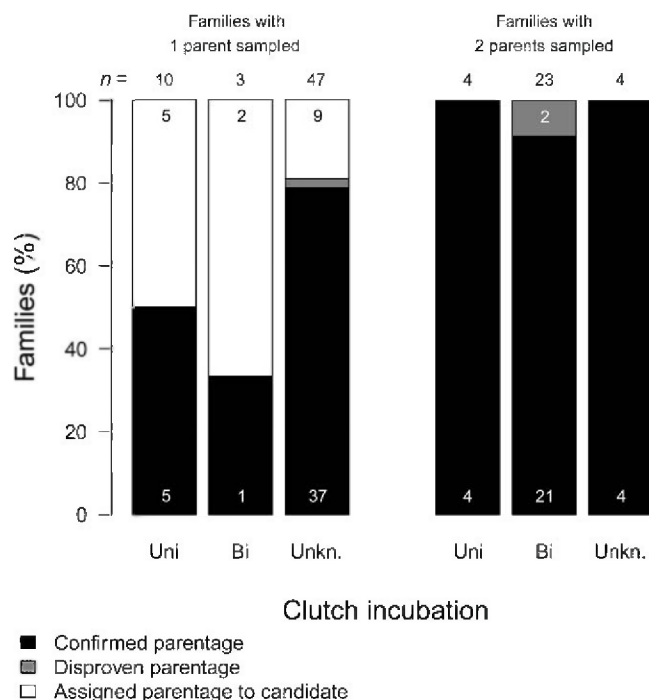 Families with
1 parent sampled
Families with
2 parents sampled
n = 10 3 47 4 23 4
100
80
60
40
20
0
Families (%)
5 2 9 2
5 1 37 4 21 4
Uni Bi Unkn. Uni Bi Unkn.
Clutch incubation
Confirmed parentage
Disproven parentage
Assigned parentage to candidate